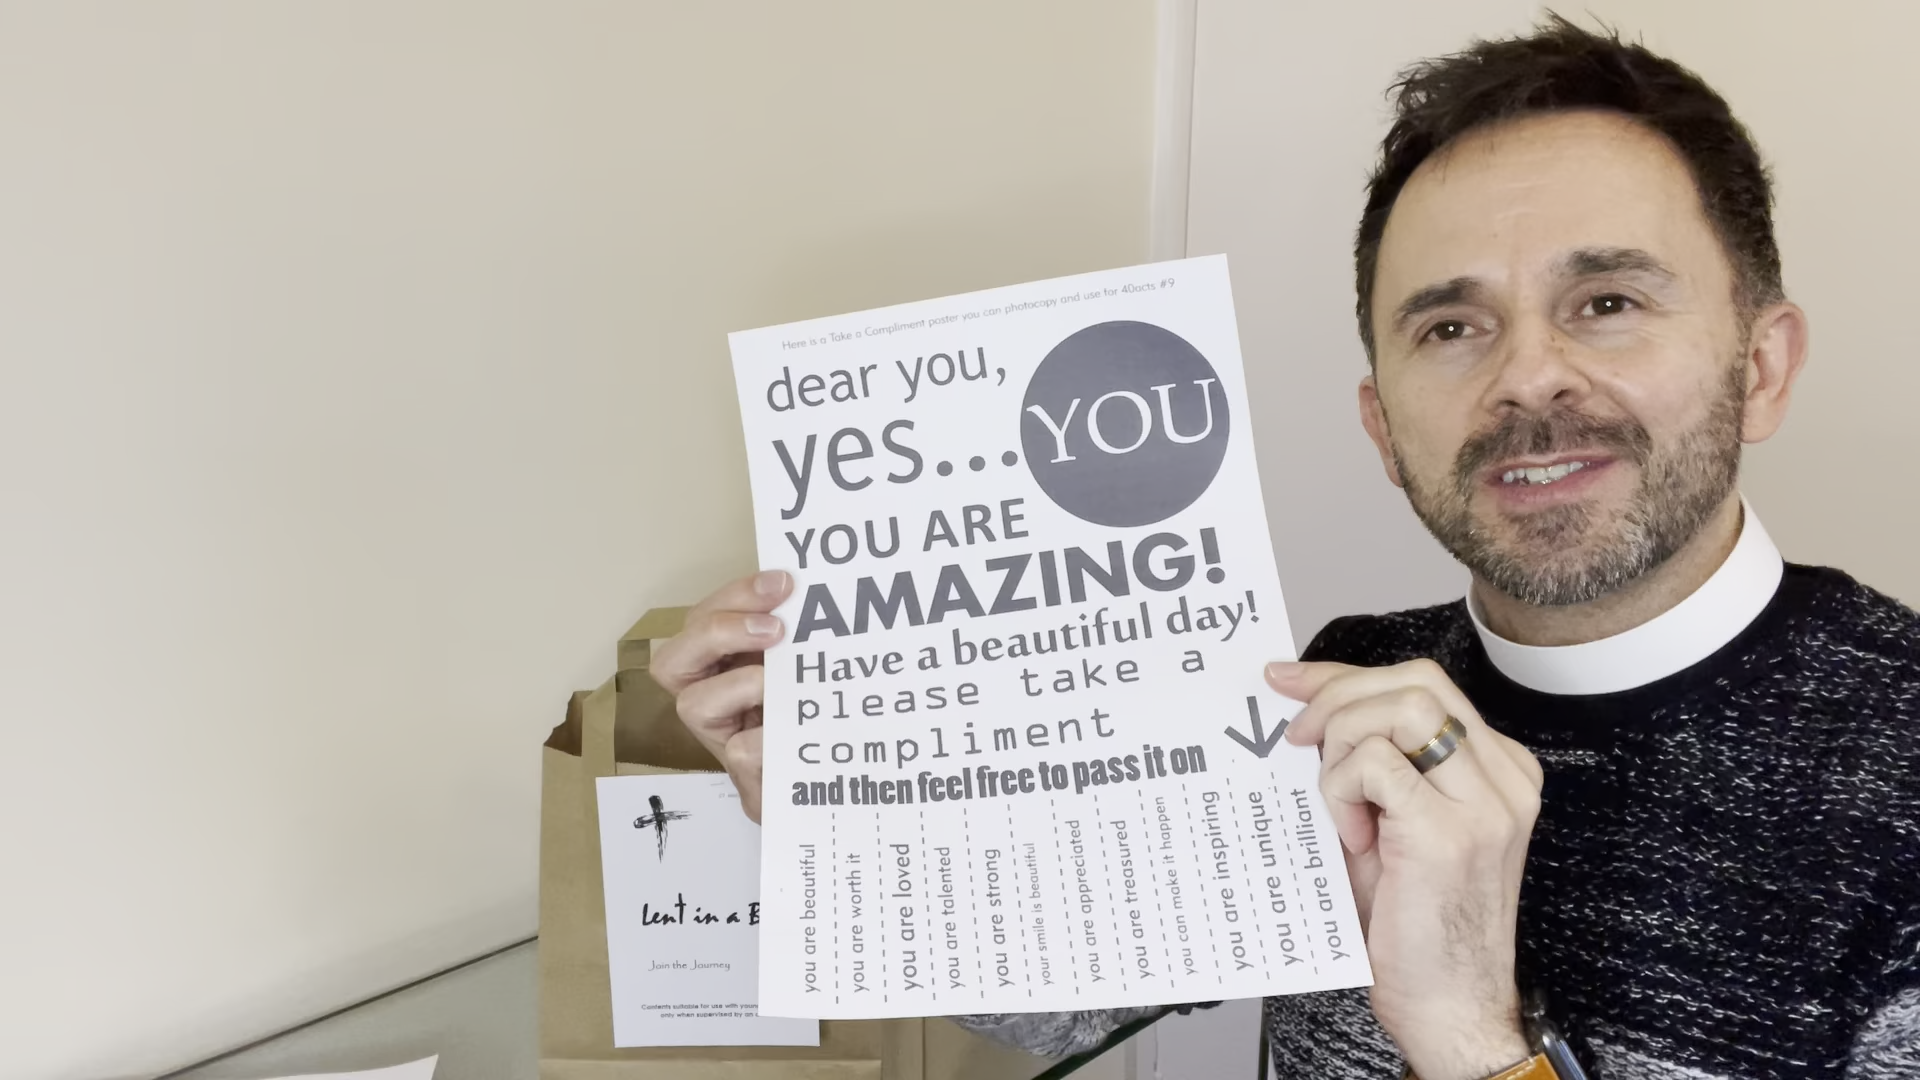 Here is a Take a Compliment poster you can photocopy and use for 40acts #9
dear you,
yes... YOU
YOU ARE
AMAZING!
Have a beautiful day!
please take a
compliment
and then feel free to pass it on
you are beautiful
you are worth it
you are loved
you are talented
you are strong
your smile is beautiful
you are appreciated
you are treasured
you can make it happen
you are inspiring
you are unique
you are brilliant
Lent in a B
Join the Journey
Contents suitable for use with
only when supervised by an